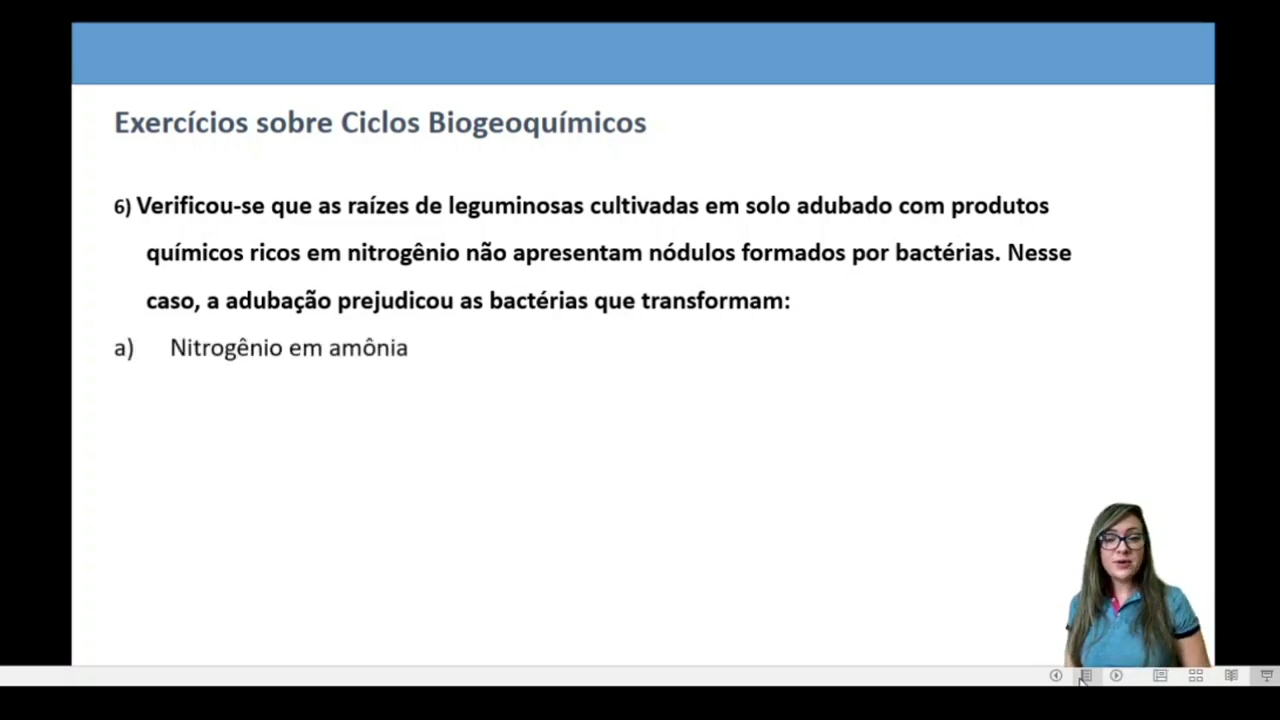 Exercícios sobre Ciclos Biogeoquímicos
6) Verificou-se que as raízes de leguminosas cultivadas em solo adubado com produtos
químicos ricos em nitrogênio não apresentam nódulos formados por bactérias. Nesse
caso, a adubação prejudicou as bactérias que transformam:
a) Nitrogênio em amônia